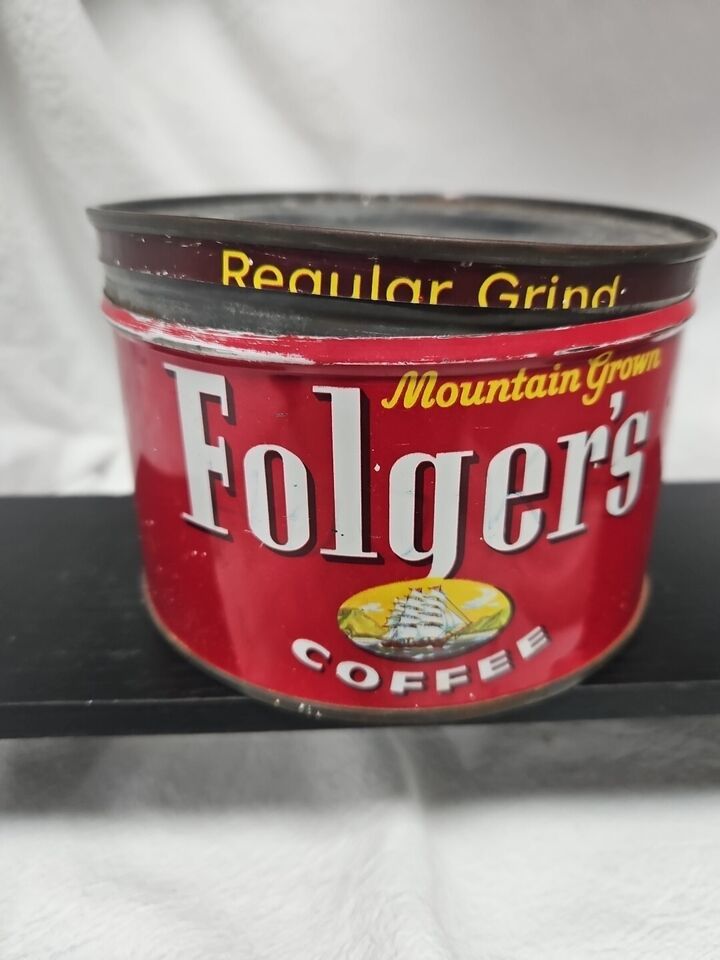 Regular Grind
Mountain Grown
Folger's
COFFEE